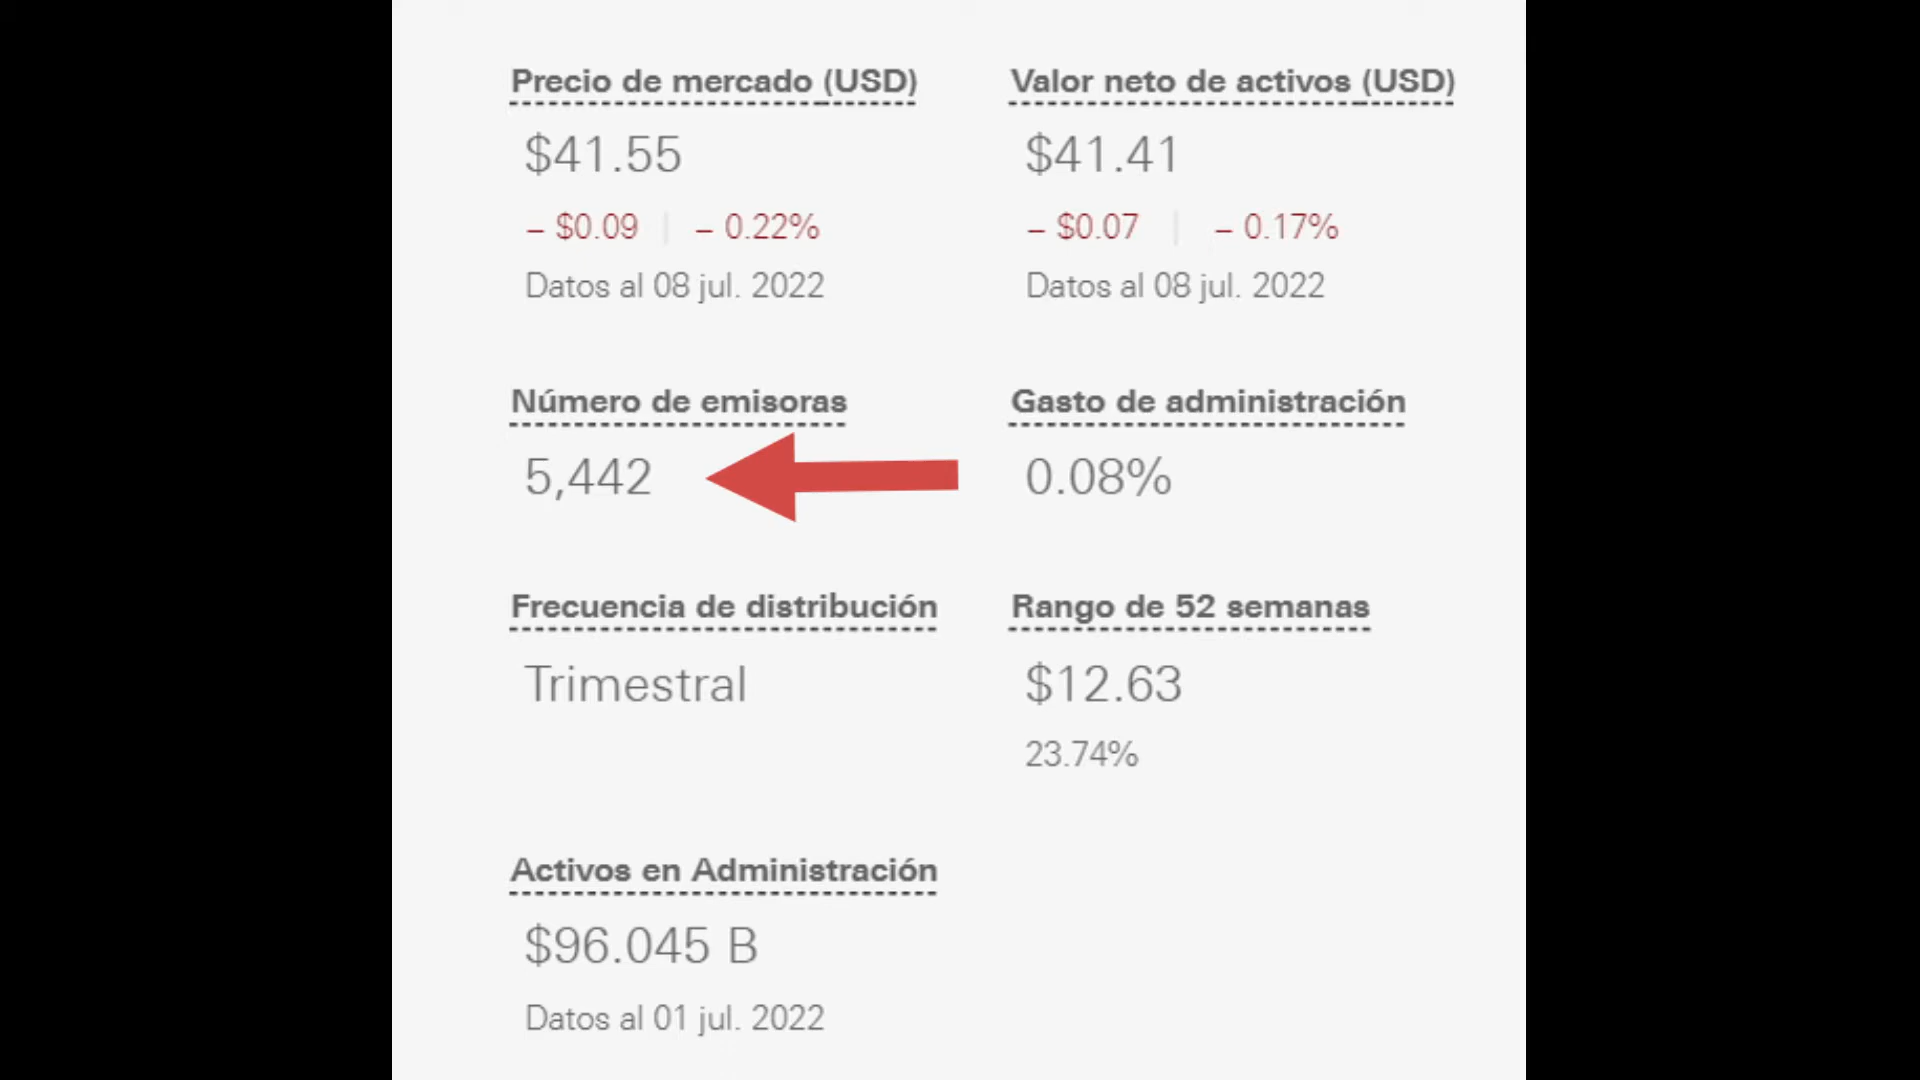 Precio de mercado (USD)
Valor neto de activos (USD)
$41.55
$41.41
– $0.09 | – 0.22%
– $0.07 | – 0.17%
Datos al 08 jul. 2022
Datos al 08 jul. 2022
Número de emisoras
Gasto de administración
5,442
0.08%
Frecuencia de distribución
Rango de 52 semanas
Trimestral
$12.63
23.74%
Activos en Administración
$96.045 B
Datos al 01 jul. 2022